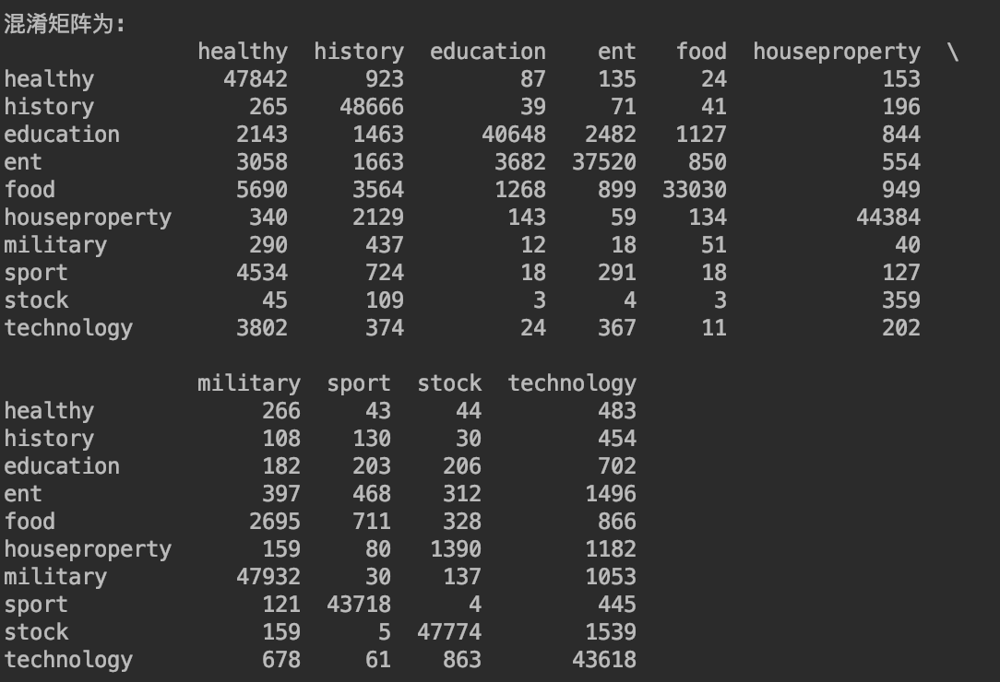 混淆矩阵为:
healthy history education ent food houseproperty \
healthy 47842 923 87 135 24 153
history 265 48666 39 71 41 196
education 2143 1463 40648 2482 1127 844
ent 3058 1663 3682 37520 850 554
food 5690 3564 1268 899 33030 949
houseproperty 340 2129 143 59 134 44384
military 290 437 12 18 51 40
sport 4534 724 18 291 18 127
stock 45 109 3 4 3 359
technology 3802 374 24 367 11 202
military sport stock technology
healthy 266 43 44 483
history 108 130 30 454
education 182 203 206 702
ent 397 468 312 1496
food 2695 711 328 866
houseproperty 159 80 1390 1182
military 47932 30 137 1053
sport 121 43718 4 445
stock 159 5 47774 1539
technology 678 61 863 43618